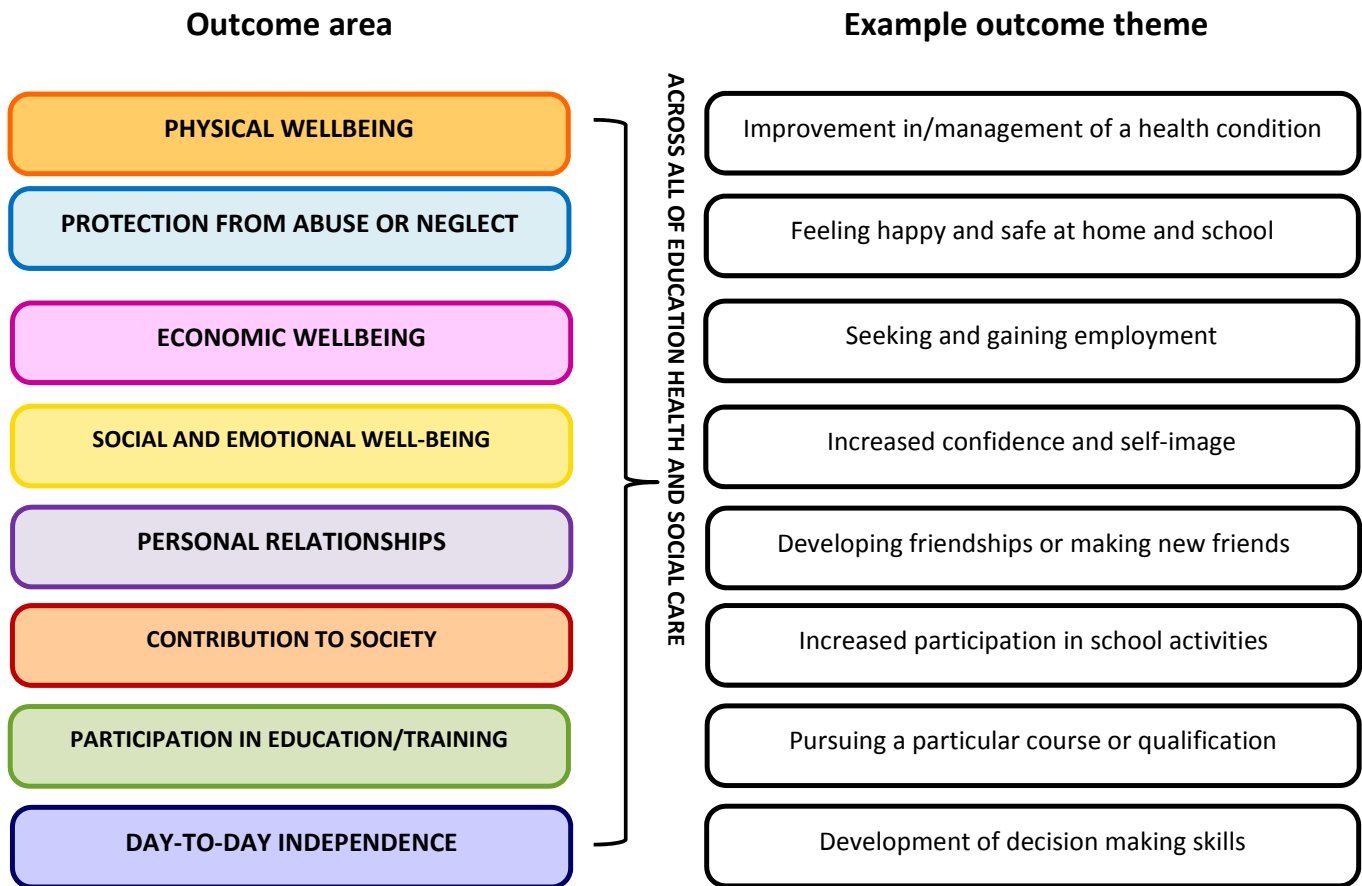 Outcome area
Example outcome theme
PHYSICAL WELLBEING
Improvement in/management of a health condition
PROTECTION FROM ABUSE OR NEGLECT
Feeling happy and safe at home and school
ECONOMIC WELLBEING
Seeking and gaining employment
SOCIAL AND EMOTIONAL WELL-BEING
Increased confidence and self-image
PERSONAL RELATIONSHIPS
Developing friendships or making new friends
CONTRIBUTION TO SOCIETY
Increased participation in school activities
PARTICIPATION IN EDUCATION/TRAINING
Pursuing a particular course or qualification
DAY-TO-DAY INDEPENDENCE
Development of decision making skills
ACROSS ALL OF EDUCATION HEALTH AND SOCIAL CARE